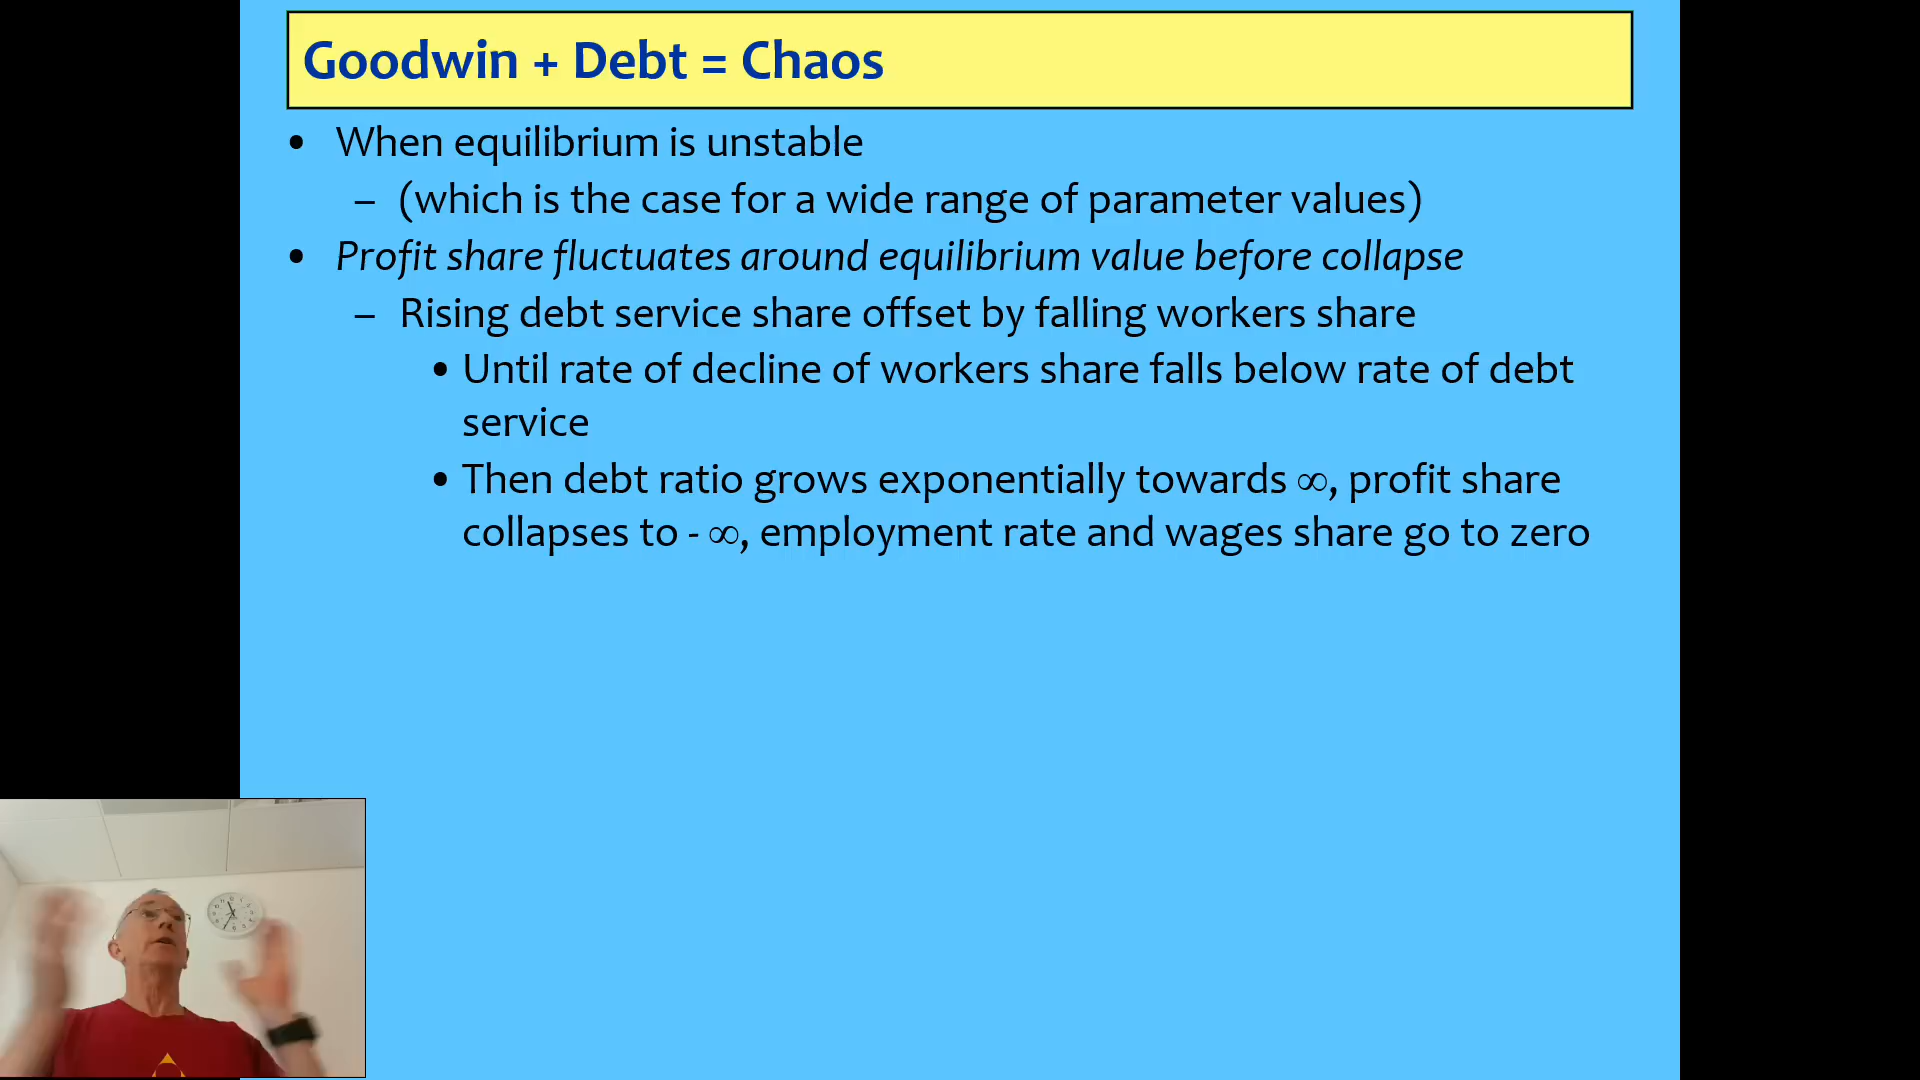 Goodwin + Debt = Chaos
• When equilibrium is unstable
– (which is the case for a wide range of parameter values)
• Profit share fluctuates around equilibrium value before collapse
– Rising debt service share offset by falling workers share
• Until rate of decline of workers share falls below rate of debt
service
• Then debt ratio grows exponentially towards ∞, profit share
collapses to - ∞, employment rate and wages share go to zero